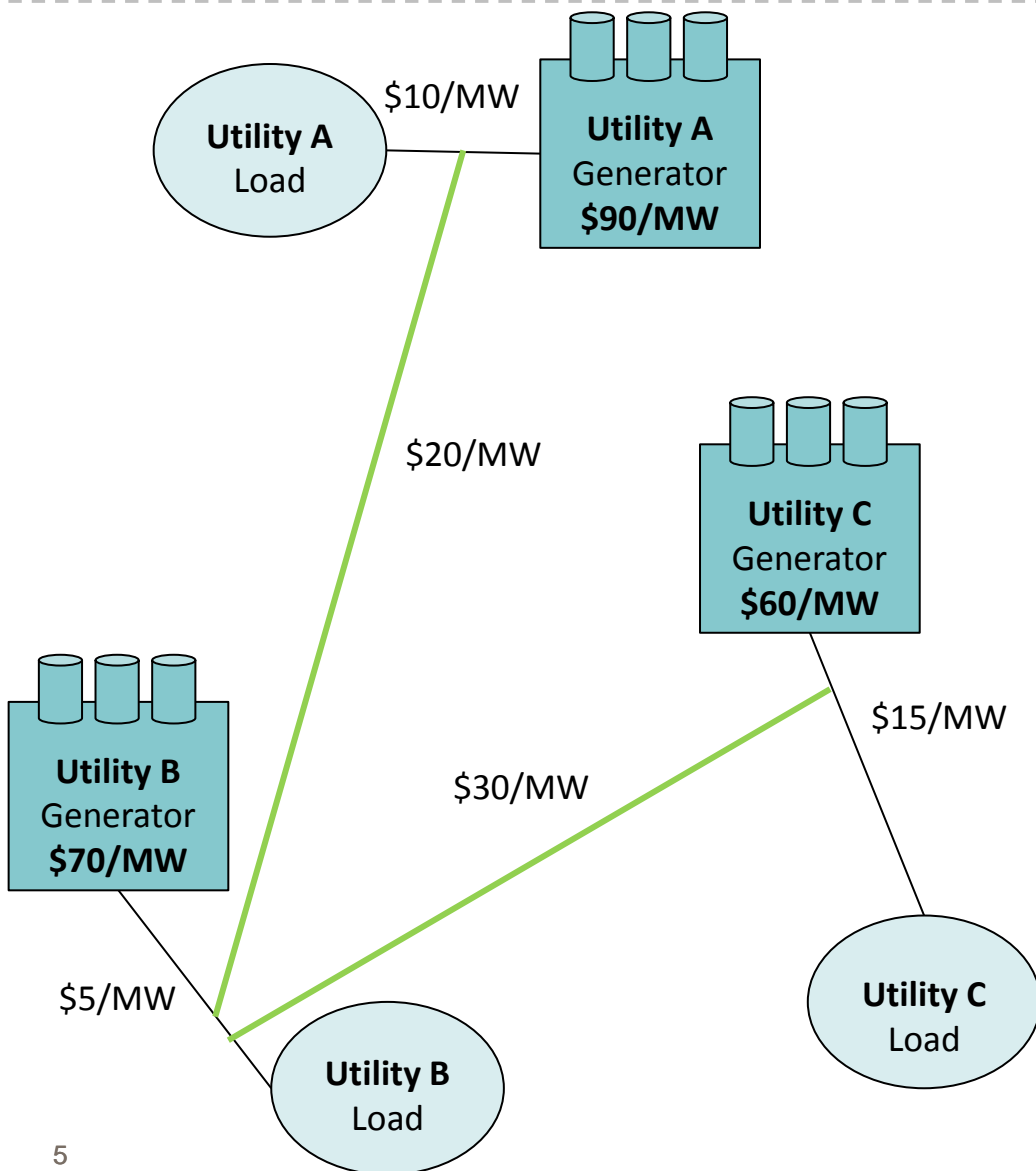 $10/MW
Utility A
Load
Utility A
Generator
$90/MW
$20/MW
Utility C
Generator
$60/MW
$15/MW
Utility B
Generator
$70/MW
$30/MW
$5/MW
Utility C
Load
Utility B
Load
5